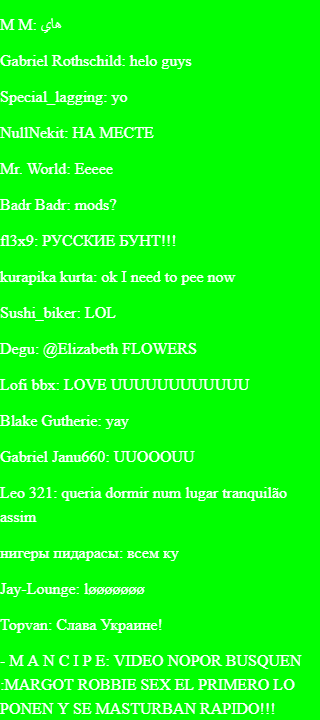 M M: هاي
Gabriel Rothschild: helo guys
Special_lagging: yo
NullNekit: НА МЕСТЕ
Mr. World: Eeeee
Badr Badr: mods?
fl3x9: РУССКИЕ БУНТ!!!
kurapika kurta: ok I need to pee now
Sushi_biker: LOL
Degu: @Elizabeth FLOWERS
Lofi bbx: LOVE UUUUUUUUUUUU
Blake Gutherie: yay
Gabriel Janu660: UUOOOUU
Leo 321: queria dormir num lugar tranquilão
assim
нигеры пидарасы: всем ку
Jay-Lounge: løøøøøøø
Topvan: Слава Украине!
- M A N C I P E: VIDEO NOPOR BUSQUEN
:MARGOT ROBBIE SEX EL PRIMERO LO
PONEN Y SE MASTURBAN RAPIDO!!!